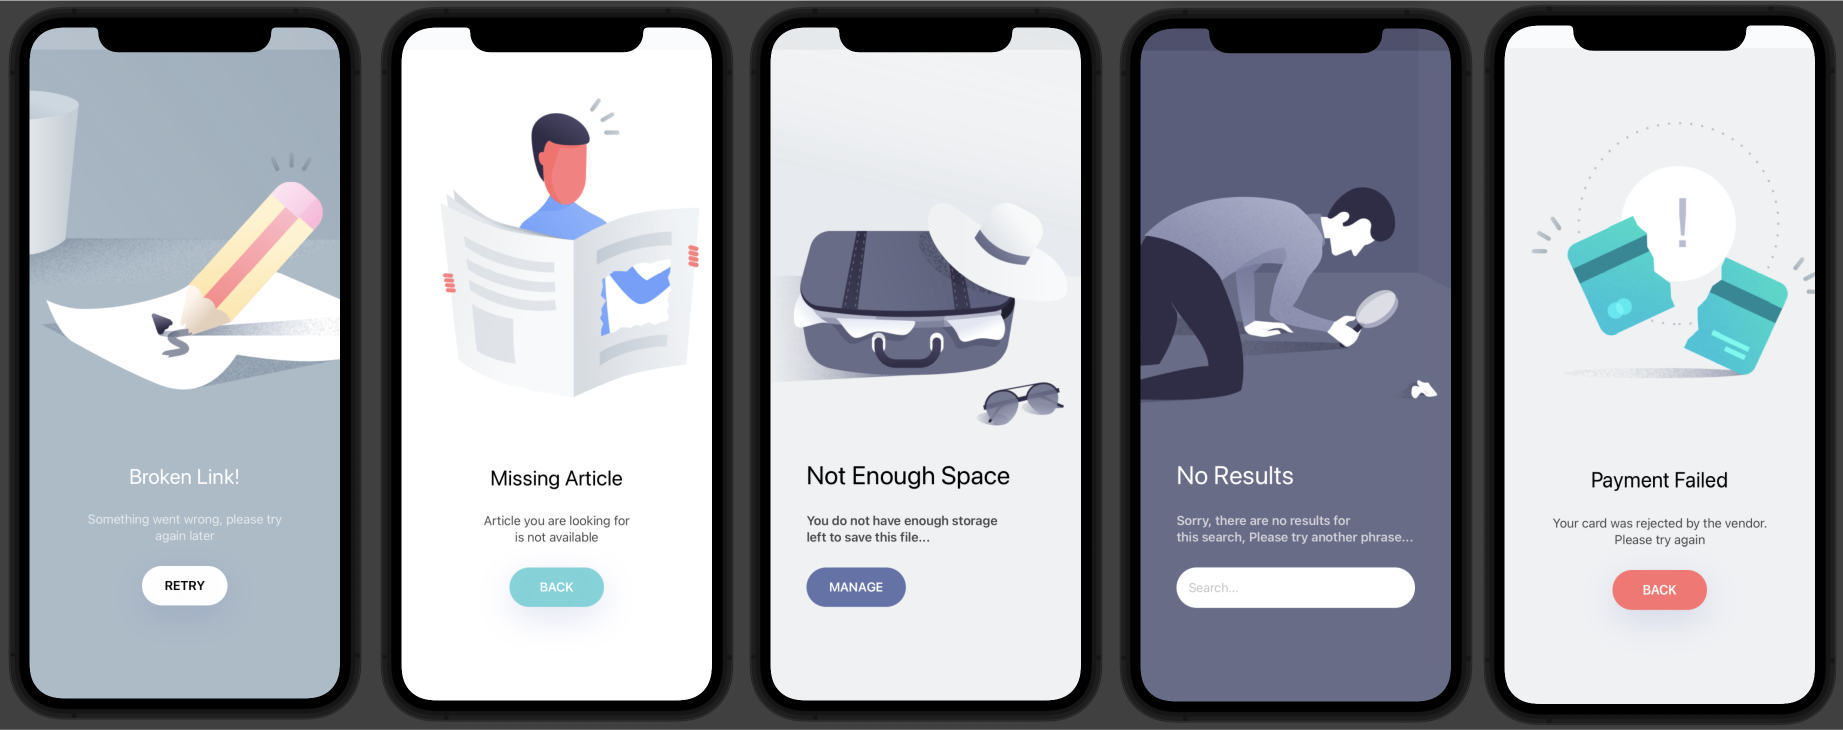 Broken Link!
Something went wrong, please try
again later
RETRY
Missing Article
Article you are looking for
is not available
BACK
Not Enough Space
You do not have enough storage
left to save this file...
MANAGE
No Results
Sorry, there are no results for
this search, Please try another phrase...
Search...
!
Payment Failed
Your card was rejected by the vendor.
Please try again
BACK